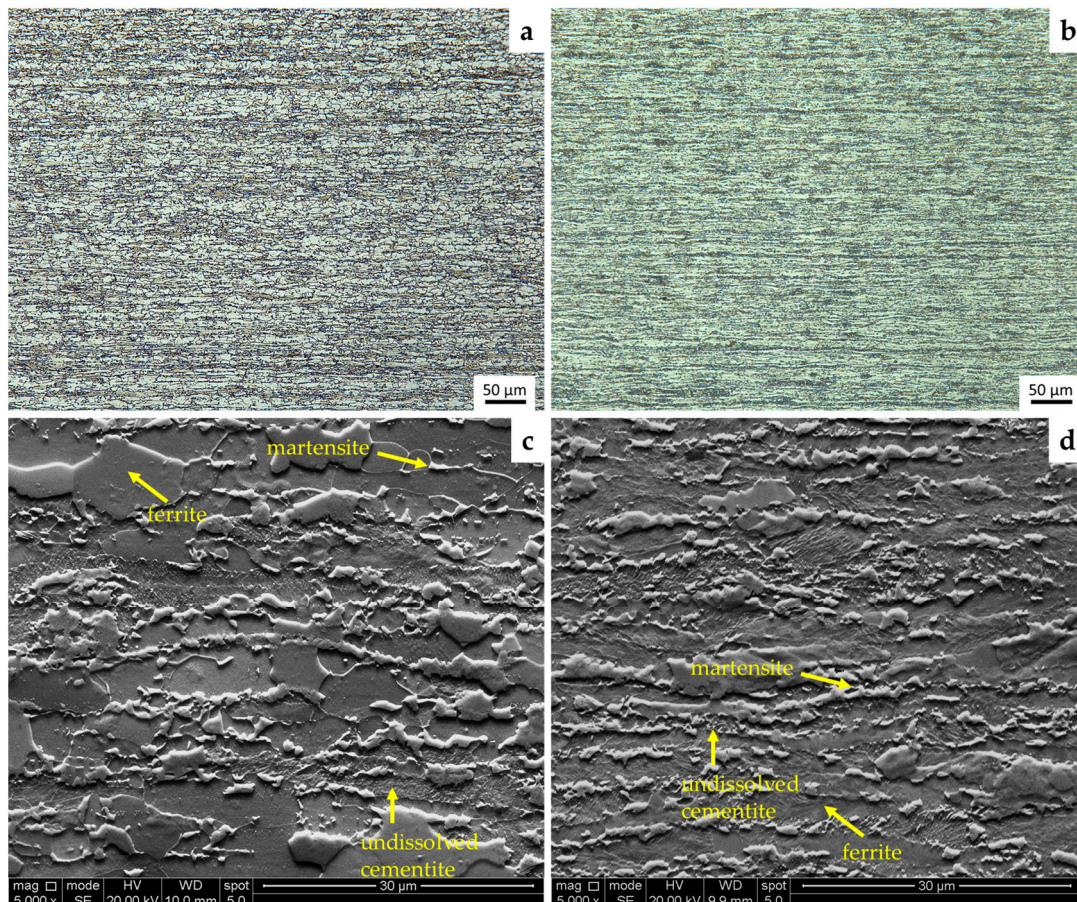 a
b
50 µm
50 µm
c
d
martensite
ferrite
undissolved
cementite
martensite
undissolved
cementite
ferrite
mag mode HV WD spot
5 000 x SE 20.00 kV 10.0 mm 5.0
30 µm
mag mode HV WD spot
5 000 x SE 20.00 kV 9.9 mm 5.0
30 µm